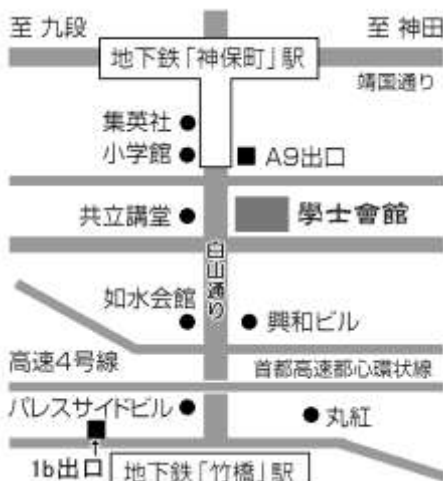 至 九段
至 神田
地下鉄「神保町」駅
靖国通り
集英社
小学館
A9出口
共立講堂
學士會館
白山通り
如水会館
興和ビル
高速4号線
首都高速都心環状線
パレスサイドビル
丸紅
1b出口
地下鉄「竹橋」駅